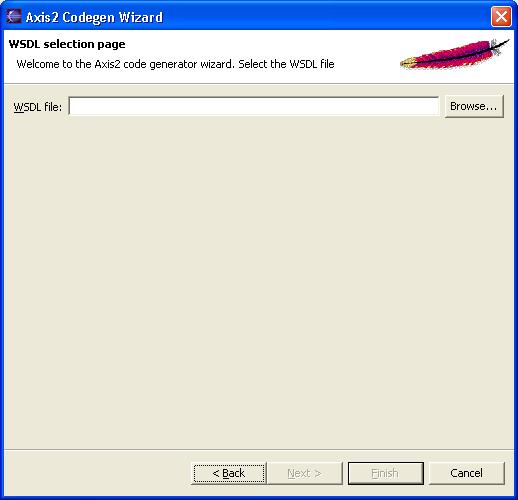 Axis2 Codegen Wizard
WSDL selection page
Welcome to the Axis2 code generator wizard. Select the WSDL file
WSDL file:
Browse...
< Back
Next >
Finish
Cancel